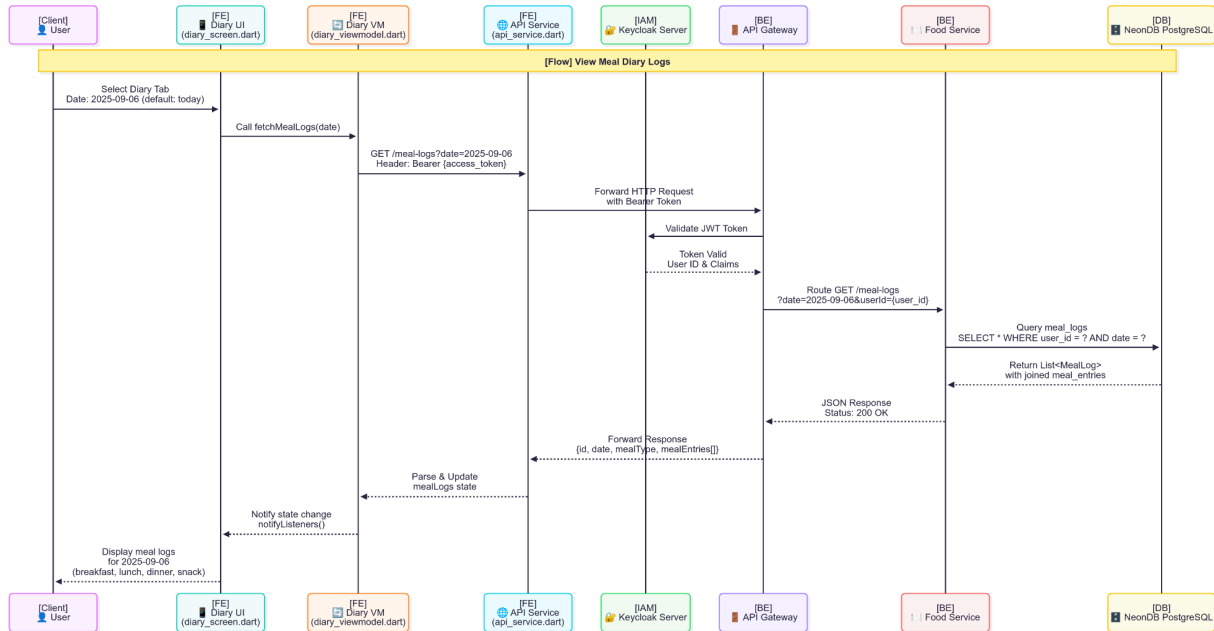 [Client]
👤 User
[FE]
📱 Diary UI
(diary_screen.dart)
[FE]
🔄 Diary VM
(diary_viewmodel.dart)
[FE]
🌐 API Service
(api_service.dart)
[IAM]
🔐 Keycloak Server
[BE]
🚪 API Gateway
[BE]
🍽️ Food Service
[DB]
🗄️ NeonDB PostgreSQL
[Flow] View Meal Diary Logs
Select Diary Tab
Date: 2025-09-06 (default: today)
Call fetchMealLogs(date)
GET /meal-logs?date=2025-09-06
Header: Bearer {access_token}
Forward HTTP Request
with Bearer Token
Validate JWT Token
Token Valid
User ID & Claims
Route GET /meal-logs
?date=2025-09-06&userId={user_id}
Query meal_logs
SELECT * WHERE user_id = ? AND date = ?
Return List<MealLog>
with joined meal_entries
JSON Response
Status: 200 OK
Forward Response
{id, date, mealType, mealEntries[]}
Parse & Update
mealLogs state
Notify state change
notifyListeners()
Display meal logs
for 2025-09-06
(breakfast, lunch, dinner, snack)
[Client]
👤 User
[FE]
📱 Diary UI
(diary_screen.dart)
[FE]
🔄 Diary VM
(diary_viewmodel.dart)
[FE]
🌐 API Service
(api_service.dart)
[IAM]
🔐 Keycloak Server
[BE]
🚪 API Gateway
[BE]
🍽️ Food Service
[DB]
🗄️ NeonDB PostgreSQL